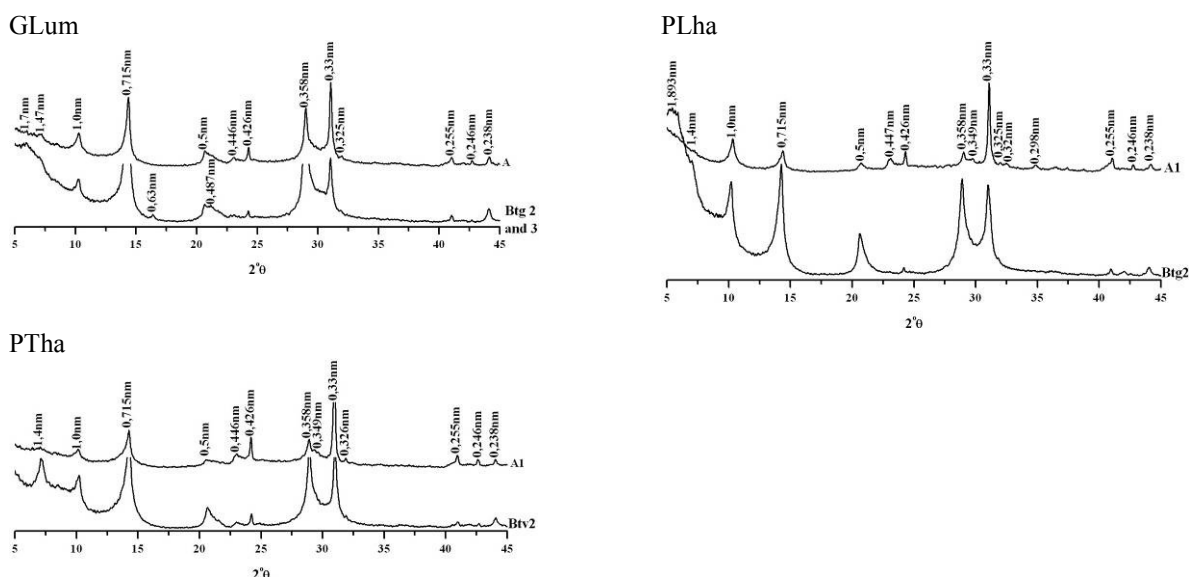 GLum
1,7nm
1,47nm
1,0nm
0,715nm
0,63nm
0,5nm
0,487nm
0,446nm
0,426nm
0,358nm
0,33nm
0,325nm
0,255nm
0,246nm
0,238nm
A
Btg 2
and 3
5 10 15 20 25 30 35 40 45
2°θ
PLha
1,893nm
1,4nm
1,0nm
0,715nm
0,5nm
0,447nm
0,426nm
0,358nm
0,349nm
0,33nm
0,325nm
0,32nm
0,298nm
0,255nm
0,246nm
0,238nm
A1
Btg2
5 10 15 20 25 30 35 40 45
2°θ
PTha
1,4nm
1,0nm
0,715nm
0,5nm
0,446nm
0,426nm
0,358nm
0,349nm
0,33nm
0,326nm
0,255nm
0,246nm
0,238nm
A1
Btv2
5 10 15 20 25 30 35 40 45
2°θ